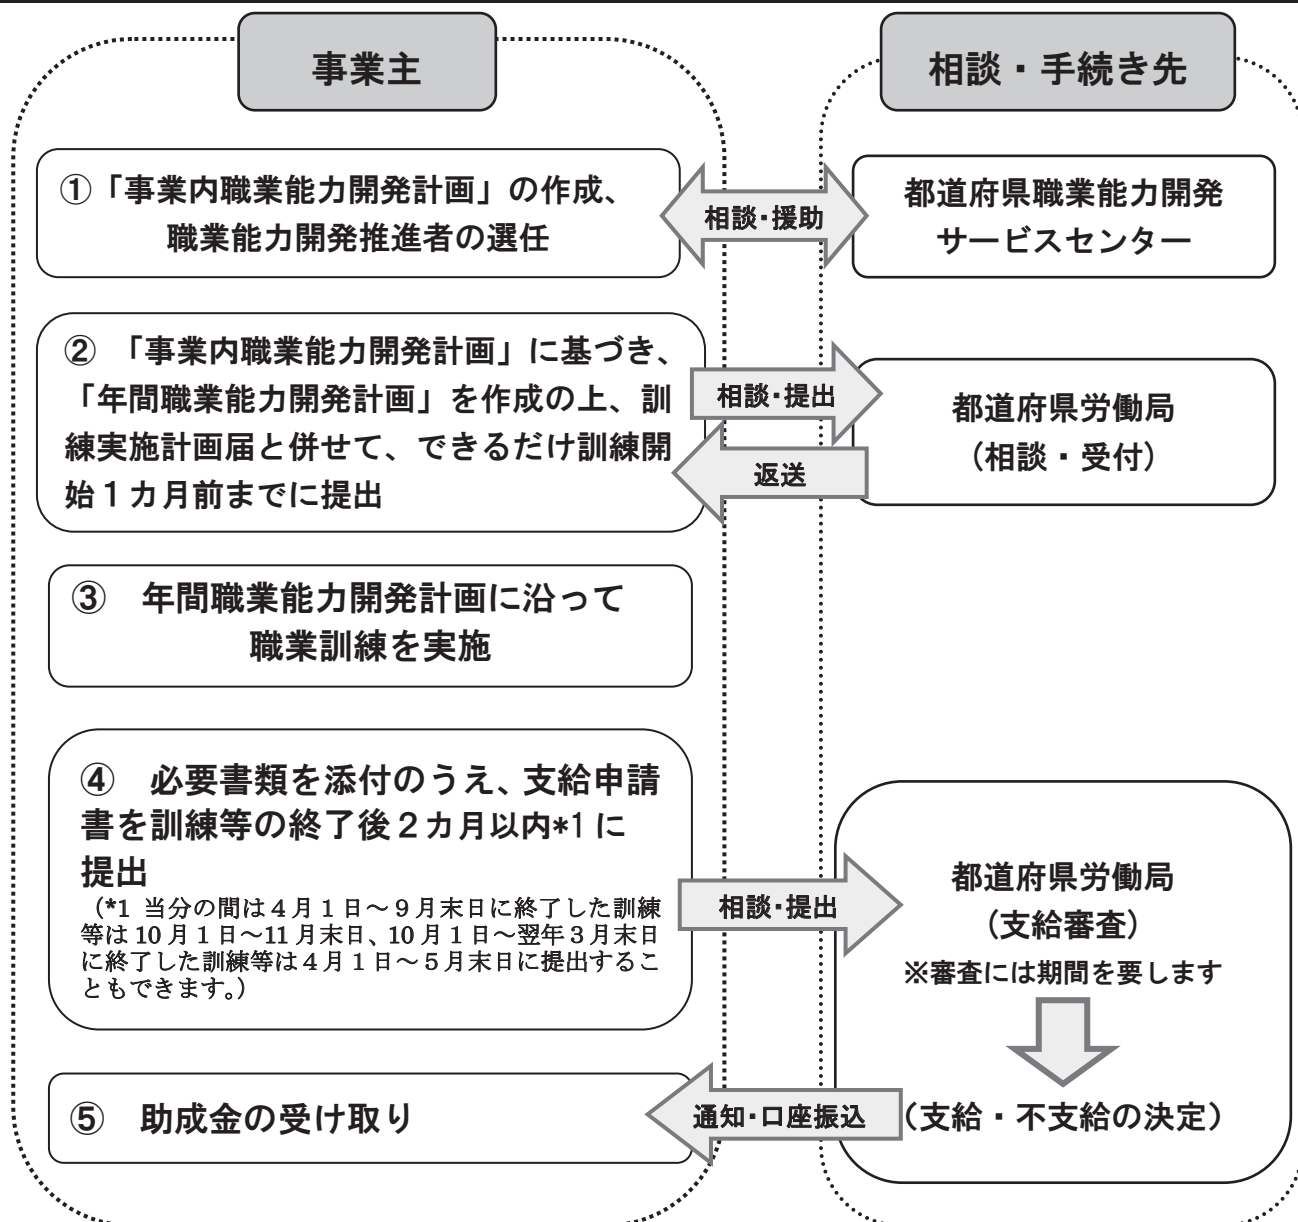 事業主
相談・手続き先
①「事業内職業能力開発計画」の作成、
職業能力開発推進者の選任
相談・援助
都道府県職業能力開発
サービスセンター
② 「事業内職業能力開発計画」に基づき、
「年間職業能力開発計画」を作成の上、訓
練実施計画届と併せて、できるだけ訓練開
始１カ月前までに提出
相談・提出
返送
都道府県労働局
（相談・受付）
③ 年間職業能力開発計画に沿って
職業訓練を実施
④ 必要書類を添付のうえ、支給申請
書を訓練等の終了後２カ月以内*1に
提出
（*1 当分の間は４月１日～９月末日に終了した訓練
等は10月１日～11月末日、10月１日～翌年３月末日
に終了した訓練等は４月１日～５月末日に提出するこ
ともできます。）
相談・提出
都道府県労働局
（支給審査）
※審査には期間を要します
⑤ 助成金の受け取り
通知・口座振込
（支給・不支給の決定）